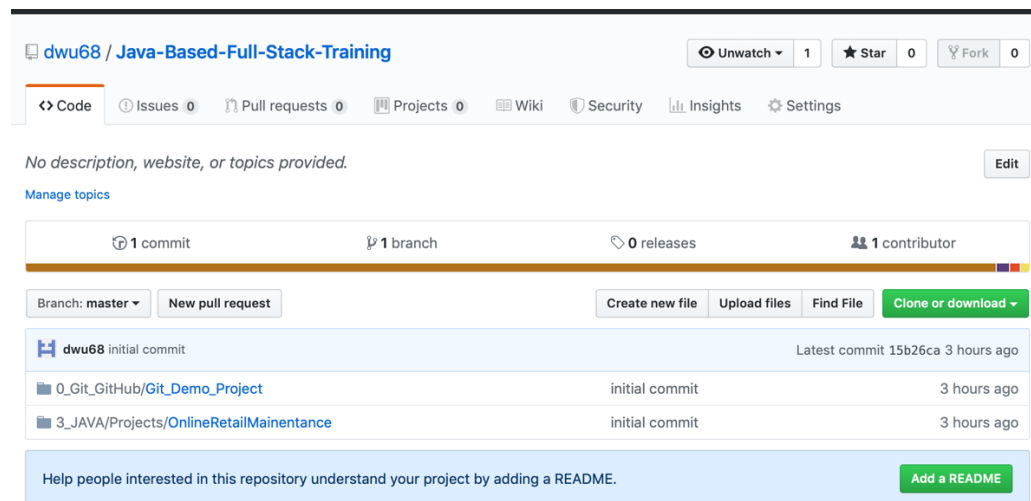 dwu68 / Java-Based-Full-Stack-Training Unwatch 1 Star 0 Fork 0
Code Issues 0 Pull requests 0 Projects 0 Wiki Security Insights Settings
No description, website, or topics provided. Edit
Manage topics
1 commit 1 branch 0 releases 1 contributor
Branch: master New pull request Create new file Upload files Find File Clone or download
dwu68 initial commit Latest commit 15b26ca 3 hours ago
0_Git_GitHub/Git_Demo_Project initial commit 3 hours ago
3_JAVA/Projects/OnlineRetailMainentance initial commit 3 hours ago
Help people interested in this repository understand your project by adding a README. Add a README